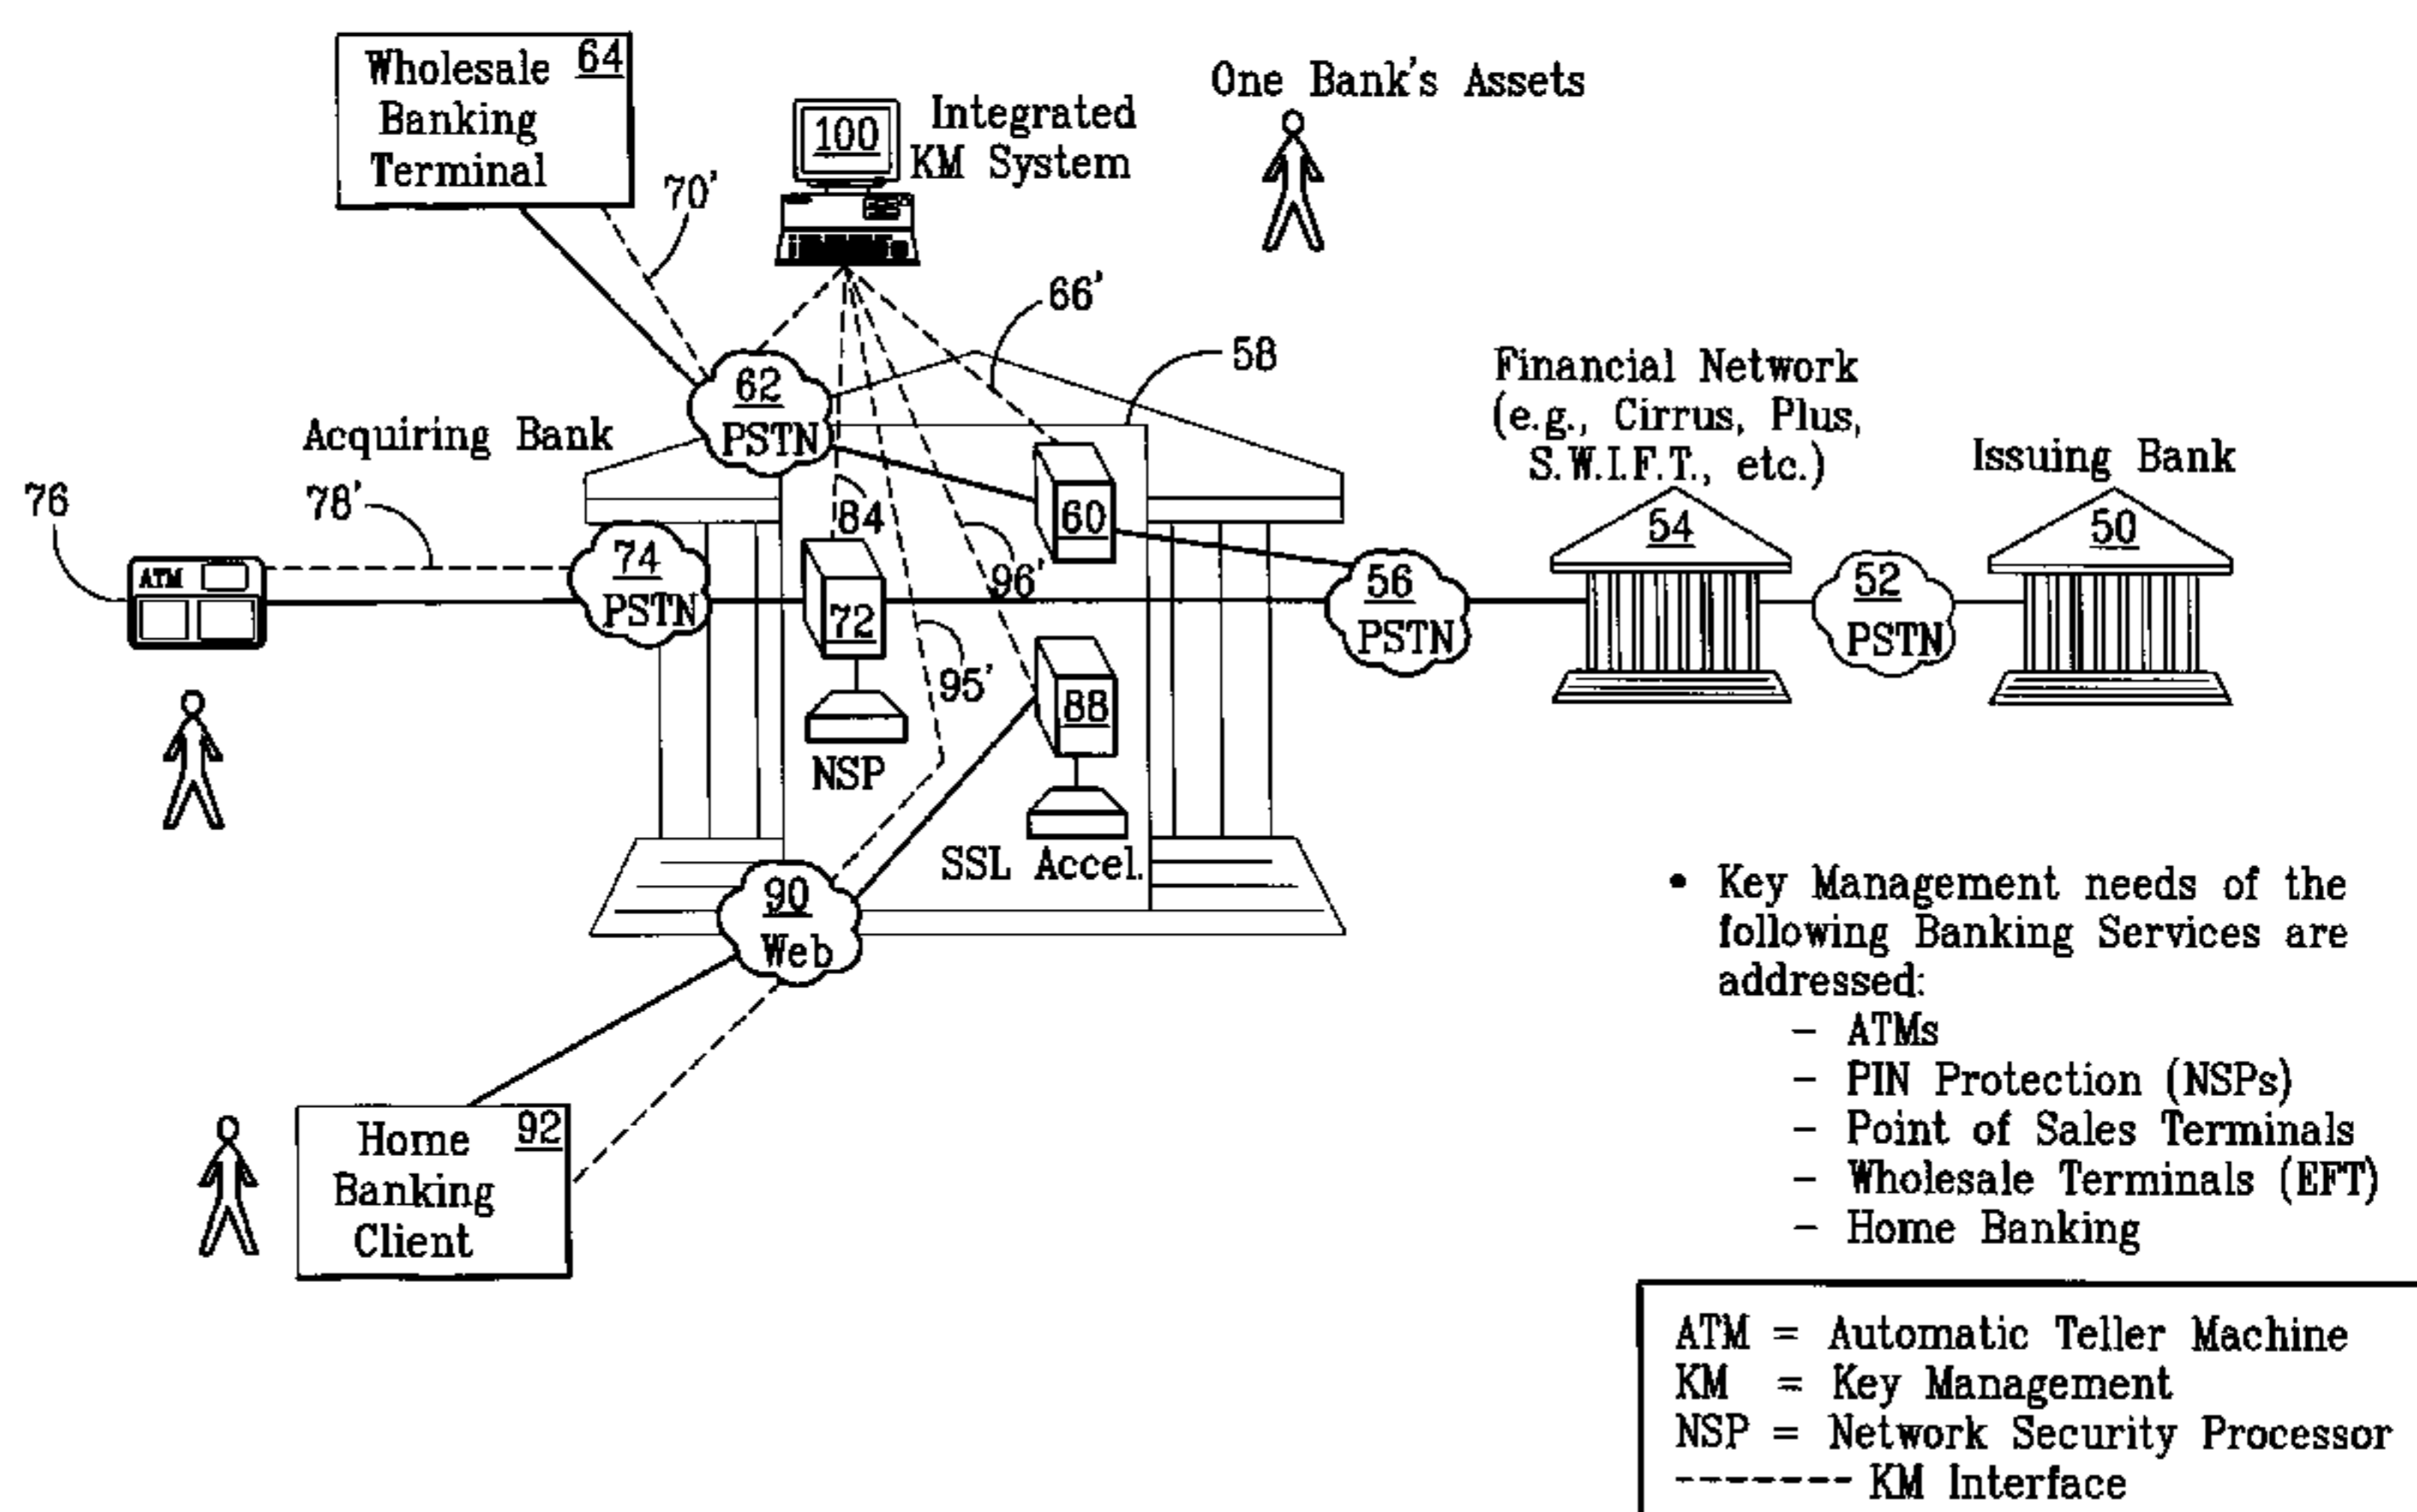 Wholesale 64
Banking
Terminal
70'
100
Integrated
KM System
One Bank's Assets
66'
58
62
PSTN
Acquiring Bank
Financial Network
(e.g., Cirrus, Plus,
S.W.I.F.T., etc.)
Issuing Bank
76
78'
ATM
74
PSTN
84
72
NSP
60
96'
95'
88
SSL Accel.
56
PSTN
54
52
PSTN
50
90
Web
Home 92
Banking
Client
• Key Management needs of the
following Banking Services are
addressed:
– ATMs
– PIN Protection (NSPs)
– Point of Sales Terminals
– Wholesale Terminals (EFT)
– Home Banking
ATM = Automatic Teller Machine
KM = Key Management
NSP = Network Security Processor
------- KM Interface